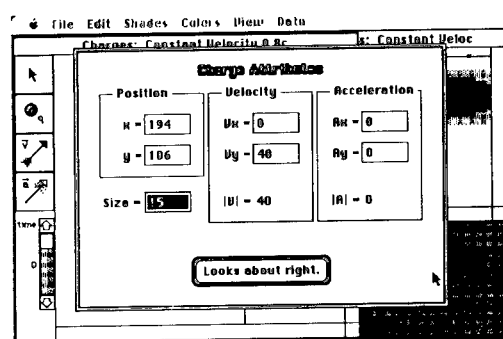 File Edit Shades Colors View Data
Charges: Constant Velocity 0.8c
s: Constant Veloc
Charge Attributes
Position
Velocity
Acceleration
x = 194
Vx = 0
Ax = 0
y = 106
Vy = 40
Ay = 0
Size = 15
|V| = 40
|A| = 0
q
v
a
time
0
Looks about right.